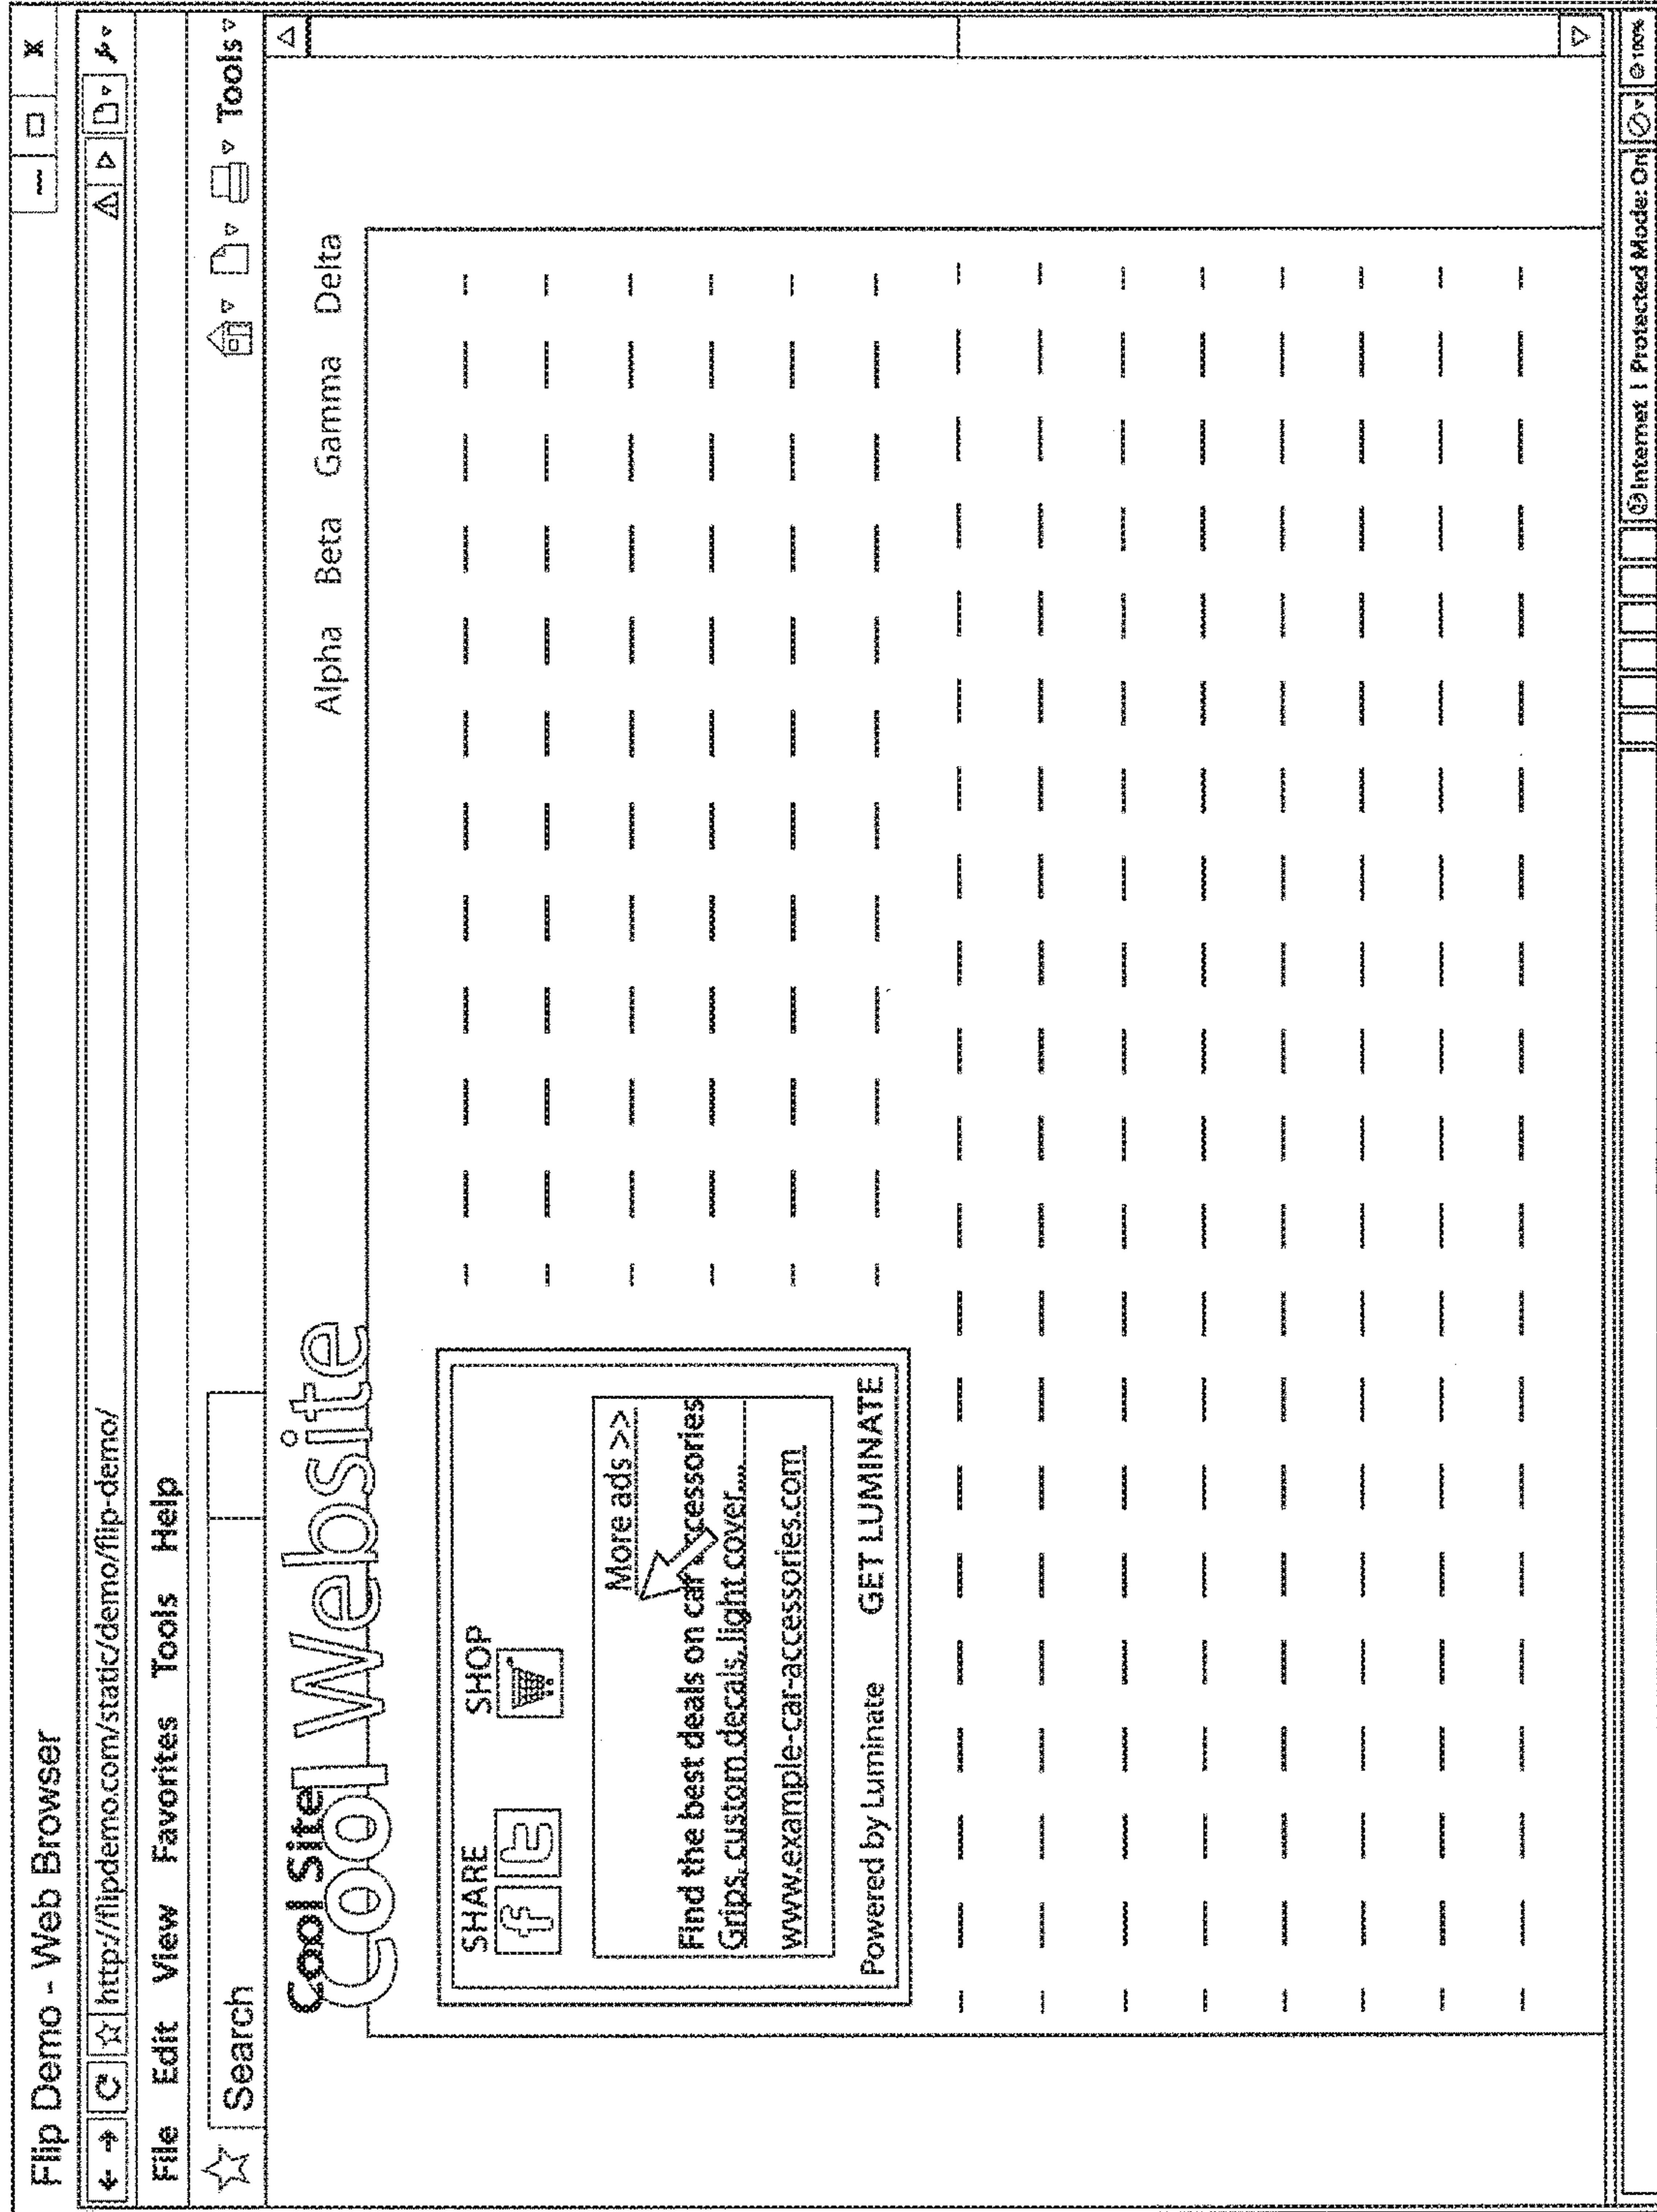 Flip Demo - Web Browser
http://flipdemo.com/static/demo/flip-demo/
File Edit View Favorites Tools Help
Search
Tools
Cool Site
Cool Website
Alpha Beta Gamma Delta
SHARE SHOP
f t
More ads >>
Find the best deals on car accessories
Grips, custom decals, light cover....
www.example-car-accessories.com
Powered by Luminate GET LUMINATE
Internet | Protected Mode: On
100%